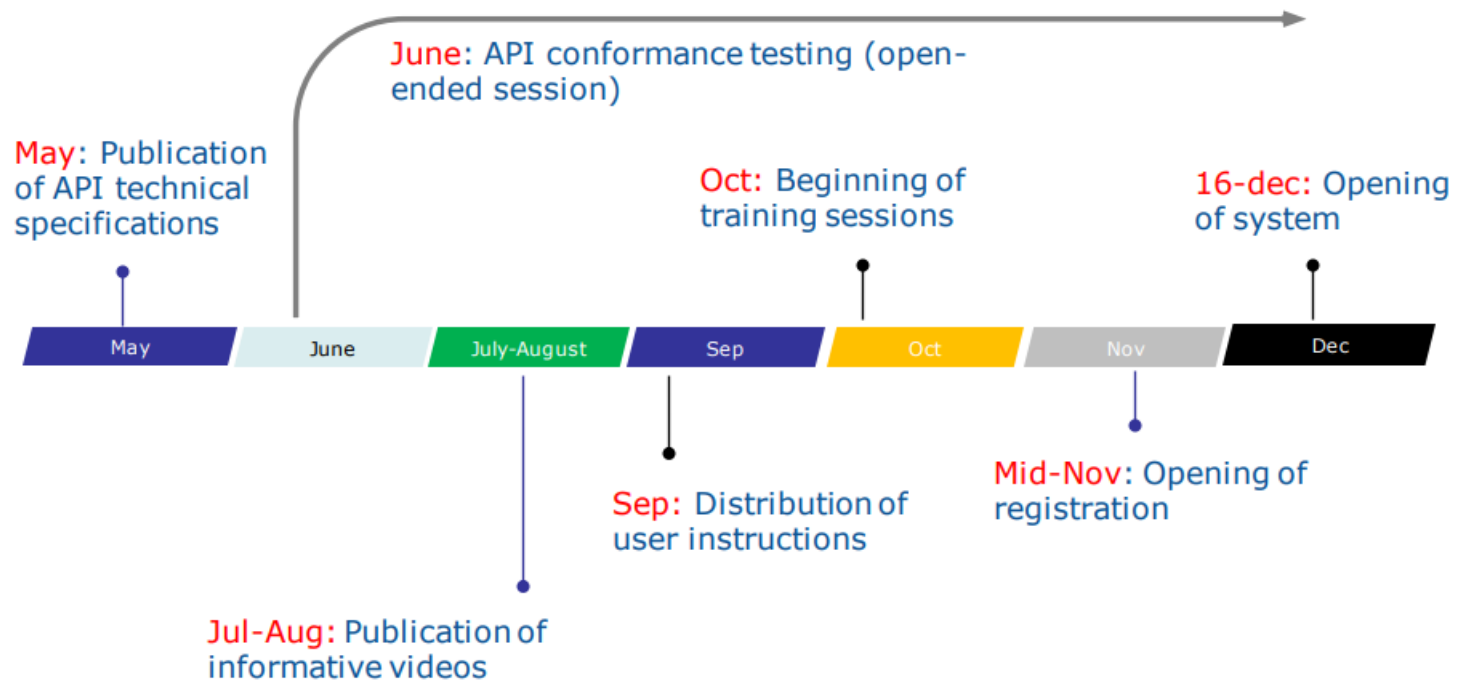 June: API conformance testing (open-
ended session)
May: Publication
of API technical
specifications
Oct: Beginning of
training sessions
16-dec: Opening
of system
May
June
July-August
Sep
Oct
Nov
Dec
Mid-Nov: Opening of
registration
Sep: Distribution of
user instructions
Jul-Aug: Publication of
informative videos